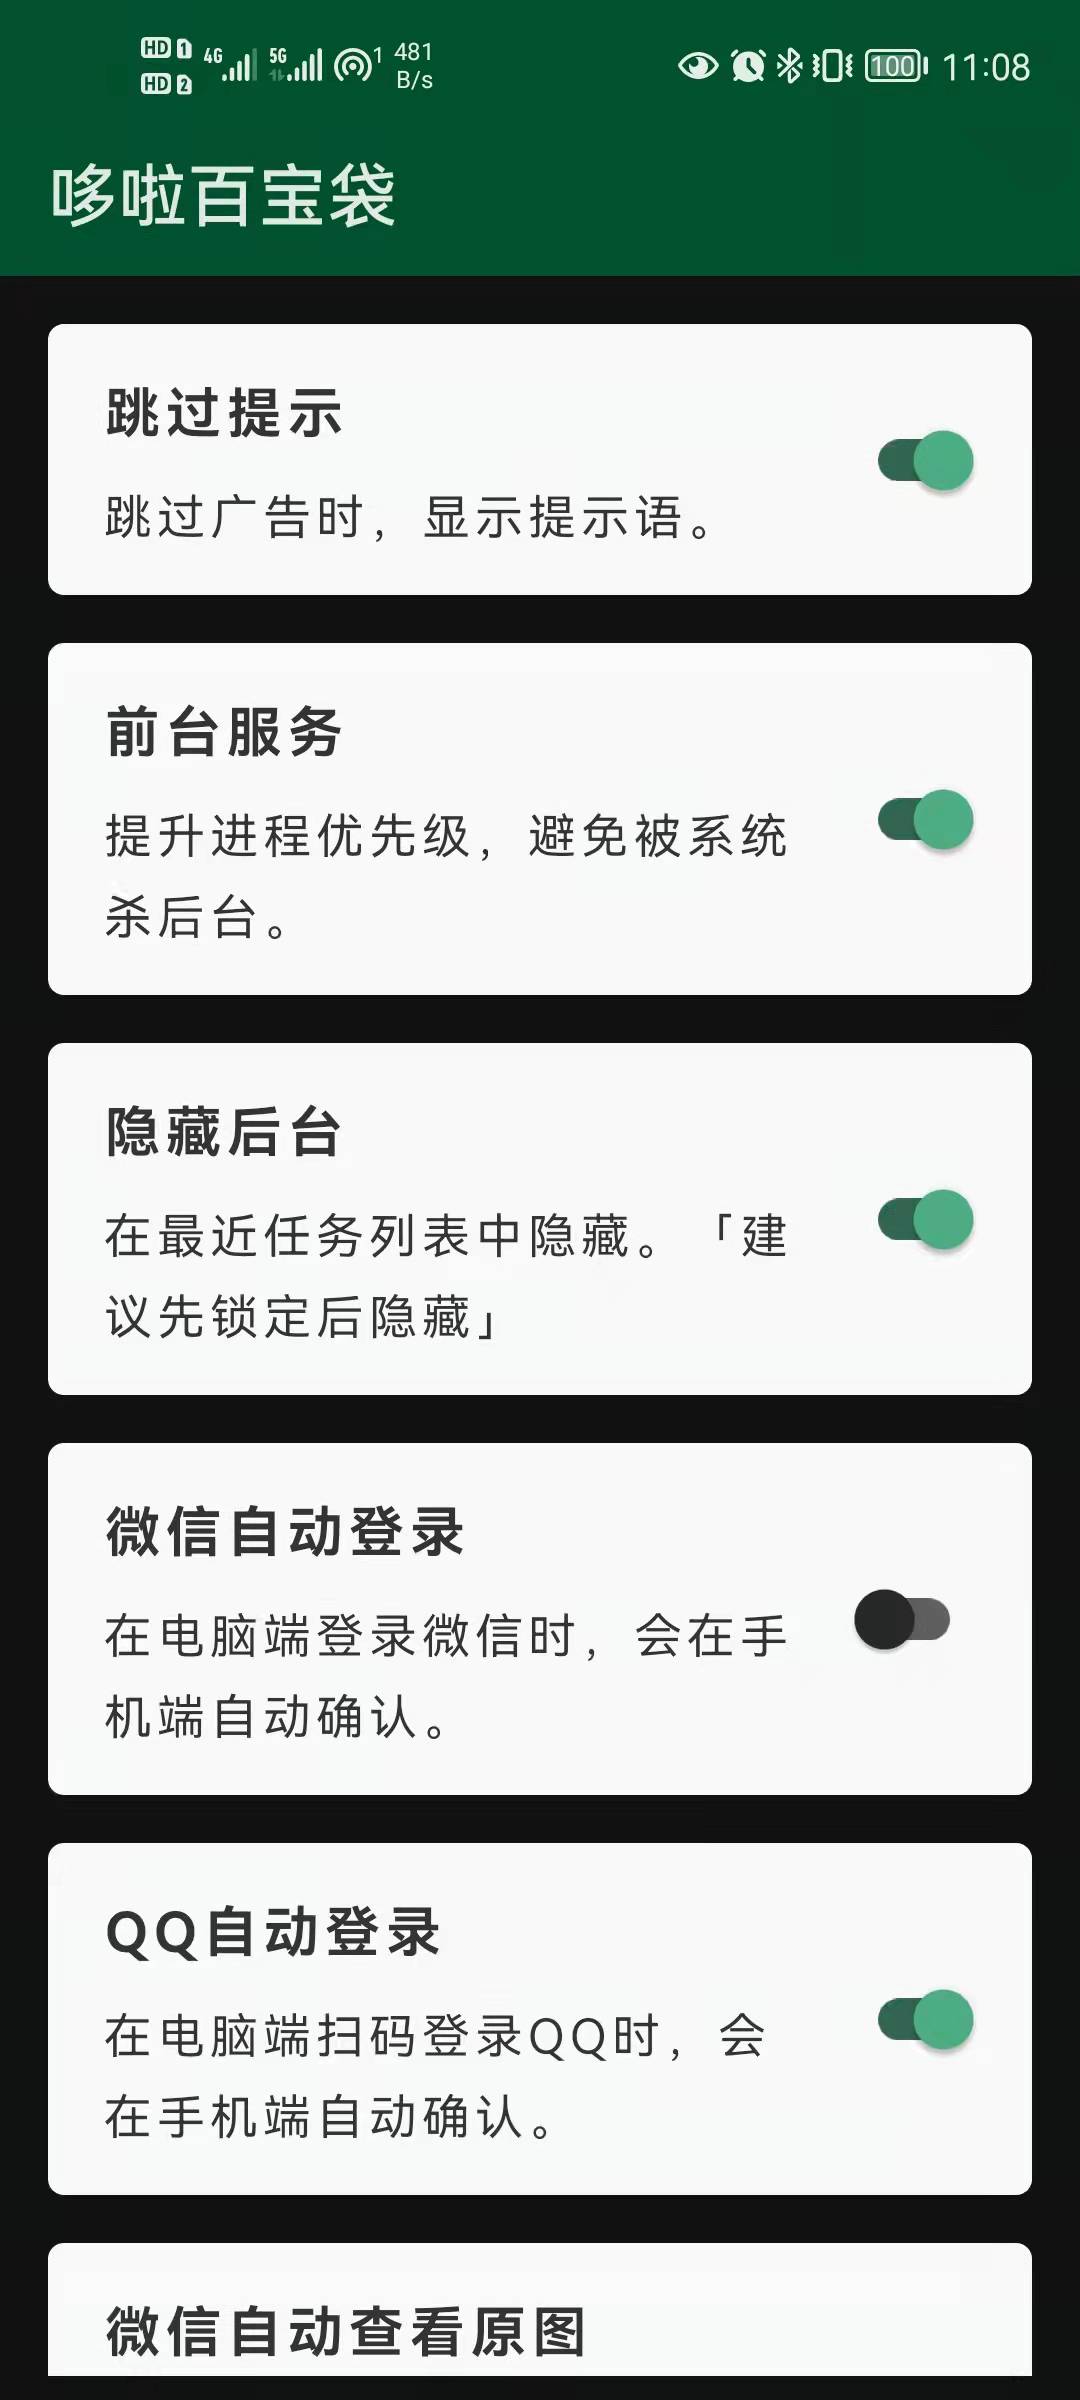 HD 1 4G 5G 1 481
HD 2 B/s
100 11:08
哆啦百宝袋
跳过提示
跳过广告时，显示提示语。
前台服务
提升进程优先级，避免被系统
杀后台。
隐藏后台
在最近任务列表中隐藏。「建
议先锁定后隐藏」
微信自动登录
在电脑端登录微信时，会在手
机端自动确认。
QQ自动登录
在电脑端扫码登录QQ时，会
在手机端自动确认。
微信自动查看原图